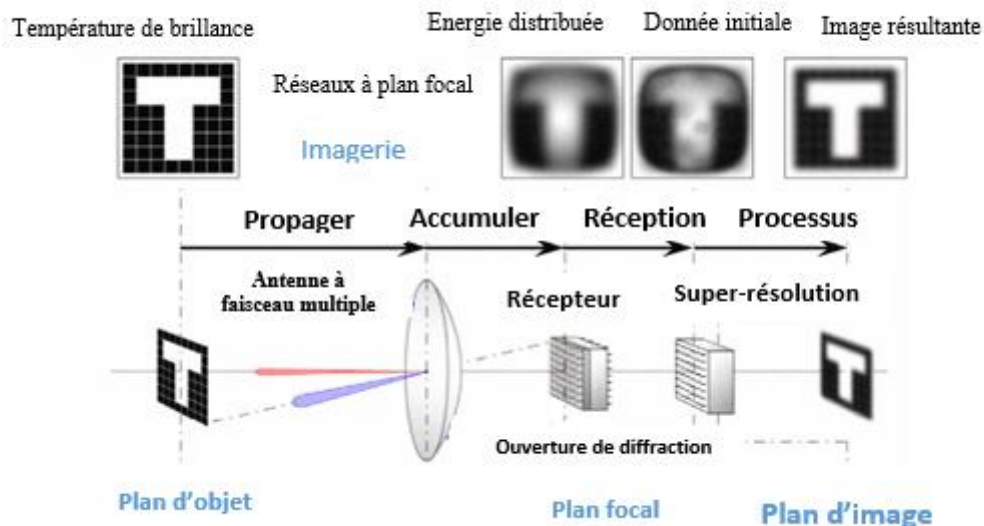 Température de brillance
Energie distribuée
Donnée initiale
Image résultante
Réseaux à plan focal
Imagerie
T
T
T
T
Propager
Accumuler
Réception
Processus
Antenne à
faisceau multiple
Récepteur
Super-résolution
T
T
Ouverture de diffraction
Plan d'objet
Plan focal
Plan d'image